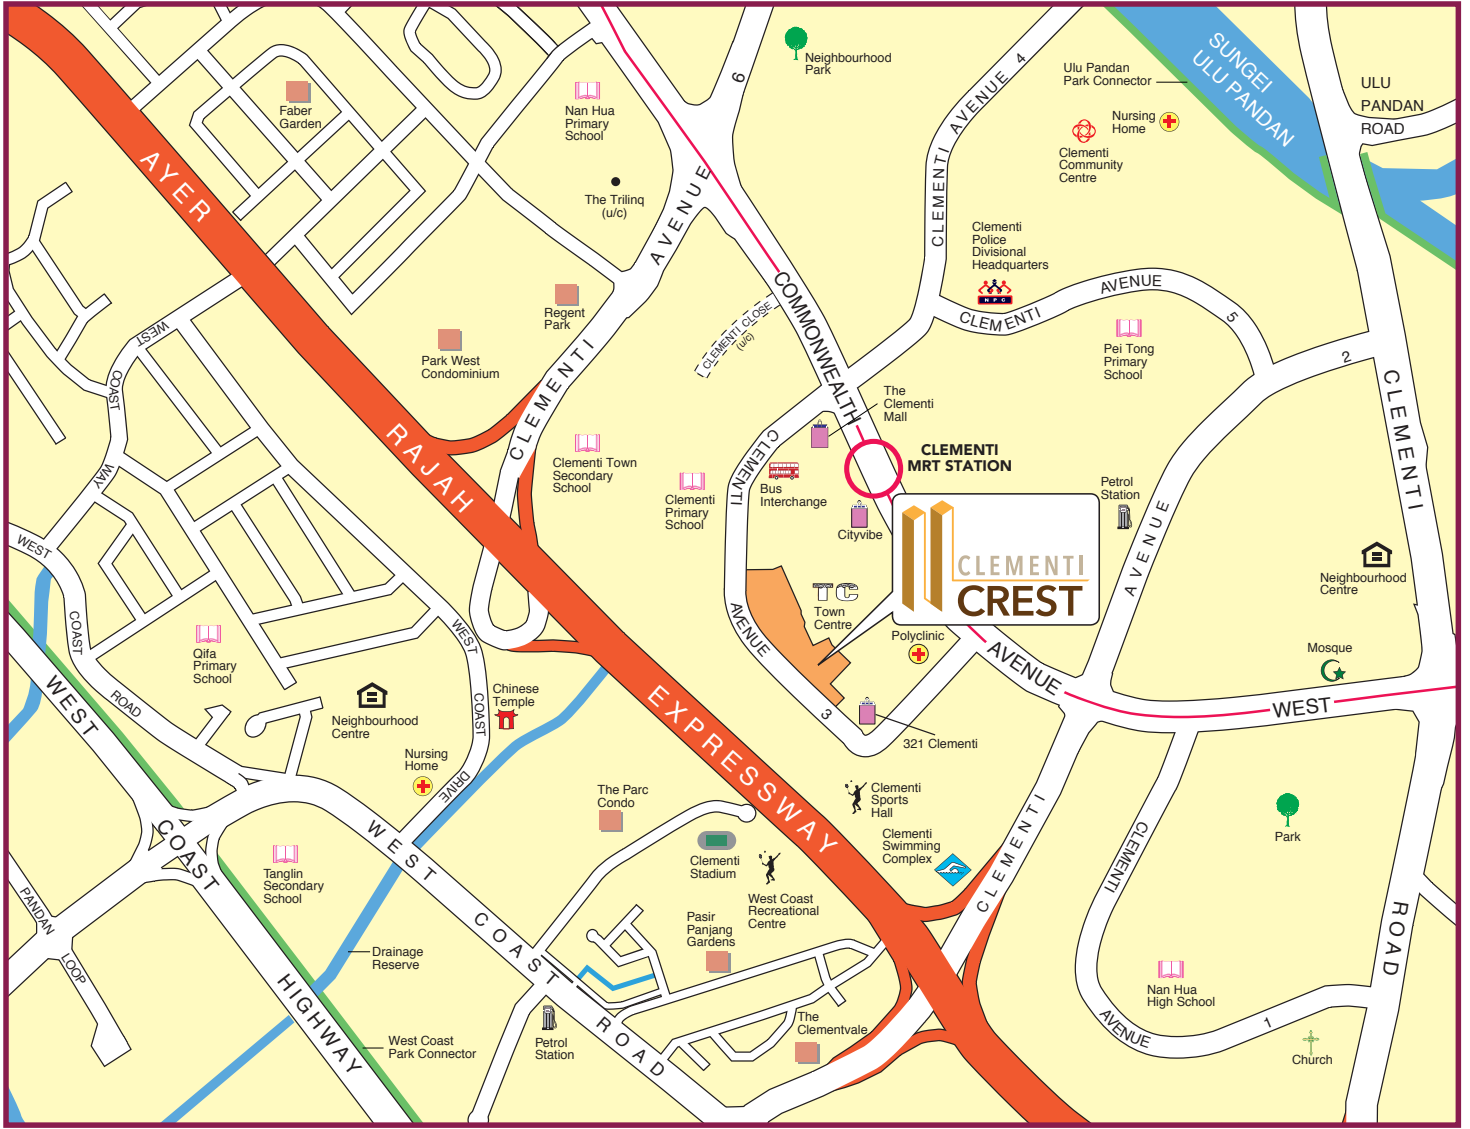 6
Neighbourhood
Park
CLEMENTI AVENUE 4
Ulu Pandan
Park Connector
SUNGEI
ULU PANDAN
ULU
PANDAN
ROAD
Faber
Garden
Nan Hua
Primary
School
Nursing
Home
Clementi
Community
Centre
AYER
The Trilinq
(u/c)
AVENUE
Clementi
Police
Divisional
Headquarters
NPC
CLEMENTI
AVENUE
5
Regent
Park
CLEMENTI CLOSE
(u/c)
COMMONWEALTH
WEST
Park West
Condominium
Pei Tong
Primary
School
2
COAST
CLEMENTI
The
Clementi
Mall
CLEMENTI
RAJAH
CLEMENTI
CLEMENTI
MRT STATION
WAY
Clementi Town
Secondary
School
Clementi
Primary
School
Bus
Interchange
Petrol
Station
Cityvibe
AVENUE
WEST
CLEMENTI
CREST
Neighbourhood
Centre
TC
Town
Centre
AVENUE
COAST
WEST
Qifa
Primary
School
Polyclinic
AVENUE
Mosque
WEST
WEST
ROAD
EXPRESSWAY
Chinese
Temple
COAST
Neighbourhood
Centre
3
321 Clementi
Nursing
Home
DRIVE
The Parc
Condo
Clementi
Sports
Hall
CLEMENTI
Park
COAST
WEST
Clementi
Swimming
Complex
CLEMENTI
Clementi
Stadium
Tanglin
Secondary
School
West Coast
Recreational
Centre
PANDAN
LOOP
Pasir
Panjang
Gardens
COAST
ROAD
Drainage
Reserve
HIGHWAY
Nan Hua
High School
The
Clementvale
AVENUE
1
ROAD
Petrol
Station
West Coast
Park Connector
Church